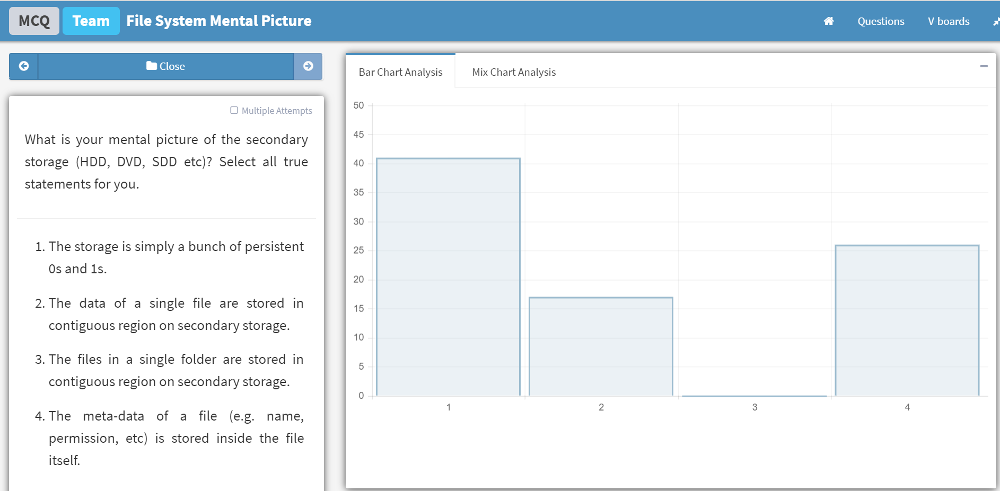 MCQ Team File System Mental Picture
Questions V-boards
Close
Multiple Attempts
What is your mental picture of the secondary
storage (HDD, DVD, SDD etc)? Select all true
statements for you.
1. The storage is simply a bunch of persistent
0s and 1s.
2. The data of a single file are stored in
contiguous region on secondary storage.
3. The files in a single folder are stored in
contiguous region on secondary storage.
4. The meta-data of a file (e.g. name,
permission, etc) is stored inside the file
itself.
Bar Chart Analysis Mix Chart Analysis
50
45
40
35
30
25
20
15
10
5
0
1 2 3 4